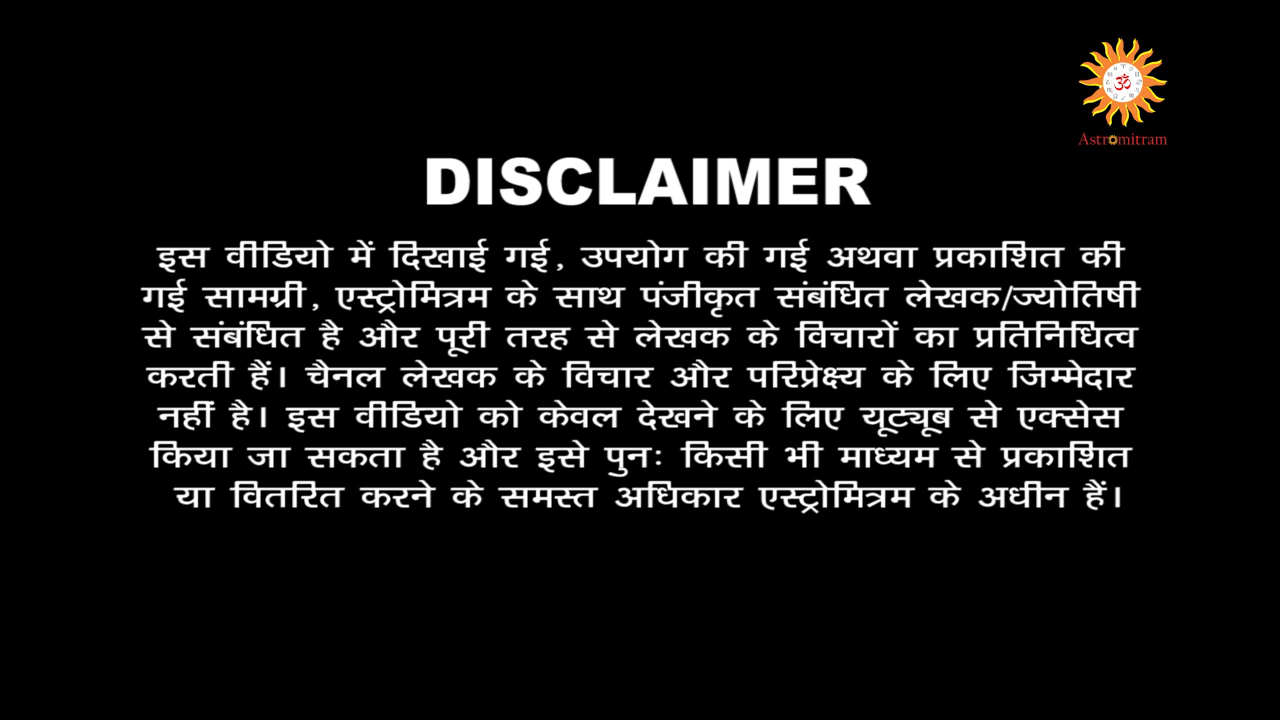 ॐ
Astromitram
DISCLAIMER
इस वीडियो में दिखाई गई, उपयोग की गई अथवा प्रकाशित की
गई सामग्री, एस्ट्रोमित्रम के साथ पंजीकृत संबंधित लेखक/ज्योतिषी
से संबंधित है और पूरी तरह से लेखक के विचारों का प्रतिनिधित्व
करती हैं। चैनल लेखक के विचार और परिप्रेक्ष्य के लिए जिम्मेदार
नहीं है। इस वीडियो को केवल देखने के लिए यूट्यूब से एक्सेस
किया जा सकता है और इसे पुनः किसी भी माध्यम से प्रकाशित
या वितरित करने के समस्त अधिकार एस्ट्रोमित्रम के अधीन हैं।